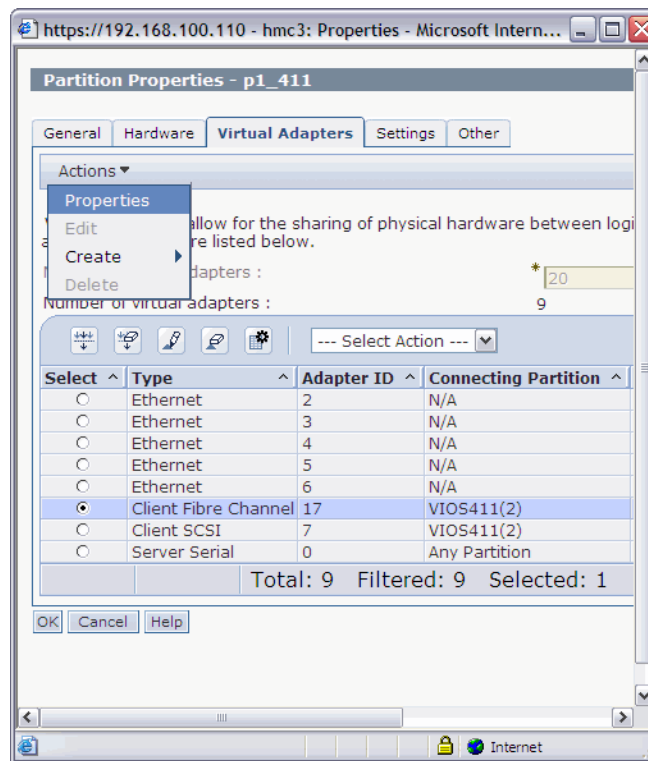 https://192.168.100.110 - hmc3: Properties - Microsoft Intern...
Partition Properties - p1_411
General Hardware Virtual Adapters Settings Other
Actions
Properties
Edit
Create
Delete
allow for the sharing of physical hardware between logi
re listed below.
dapters : * 20
Number of virtual adapters : 9
--- Select Action ---
Select ^ Type ^ Adapter ID ^ Connecting Partition ^
Ethernet 2 N/A
Ethernet 3 N/A
Ethernet 4 N/A
Ethernet 5 N/A
Ethernet 6 N/A
Client Fibre Channel 17 VIOS411(2)
Client SCSI 7 VIOS411(2)
Server Serial 0 Any Partition
Total: 9 Filtered: 9 Selected: 1
OK Cancel Help
Internet